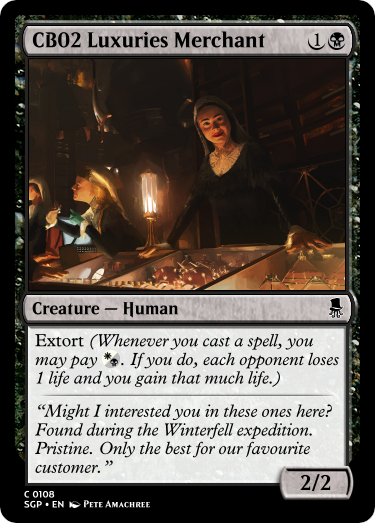 CB02 Luxuries Merchant 1
Creature — Human
Extort (Whenever you cast a spell, you
may pay . If you do, each opponent loses
1 life and you gain that much life.)
“Might I interested you in these ones here?
Found during the Winterfell expedition.
Pristine. Only the best for our favourite
customer.”
2/2
C 0108
SGP • EN Pete Amachree